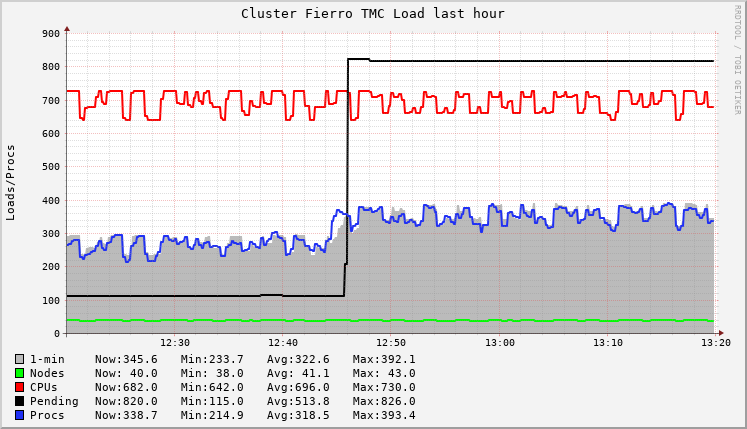 Cluster Fierro TMC Load last hour
RRDTOOL / TOBI OETIKER
Loads/Procs
900
800
700
600
500
400
300
200
100
0
12:30 12:40 12:50 13:00 13:10 13:20
1-min Now:345.6 Min:233.7 Avg:322.6 Max:392.1
Nodes Now: 40.0 Min: 38.0 Avg: 41.1 Max: 43.0
CPUs Now:682.0 Min:642.0 Avg:696.0 Max:730.0
Pending Now:820.0 Min:115.0 Avg:513.8 Max:826.0
Procs Now:338.7 Min:214.9 Avg:318.5 Max:393.4